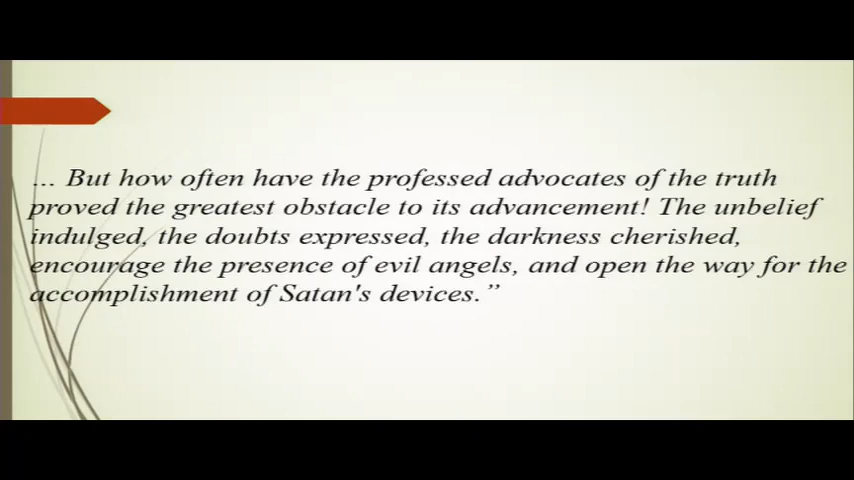 ... But how often have the professed advocates of the truth
proved the greatest obstacle to its advancement! The unbelief
indulged, the doubts expressed, the darkness cherished,
encourage the presence of evil angels, and open the way for the
accomplishment of Satan's devices.”